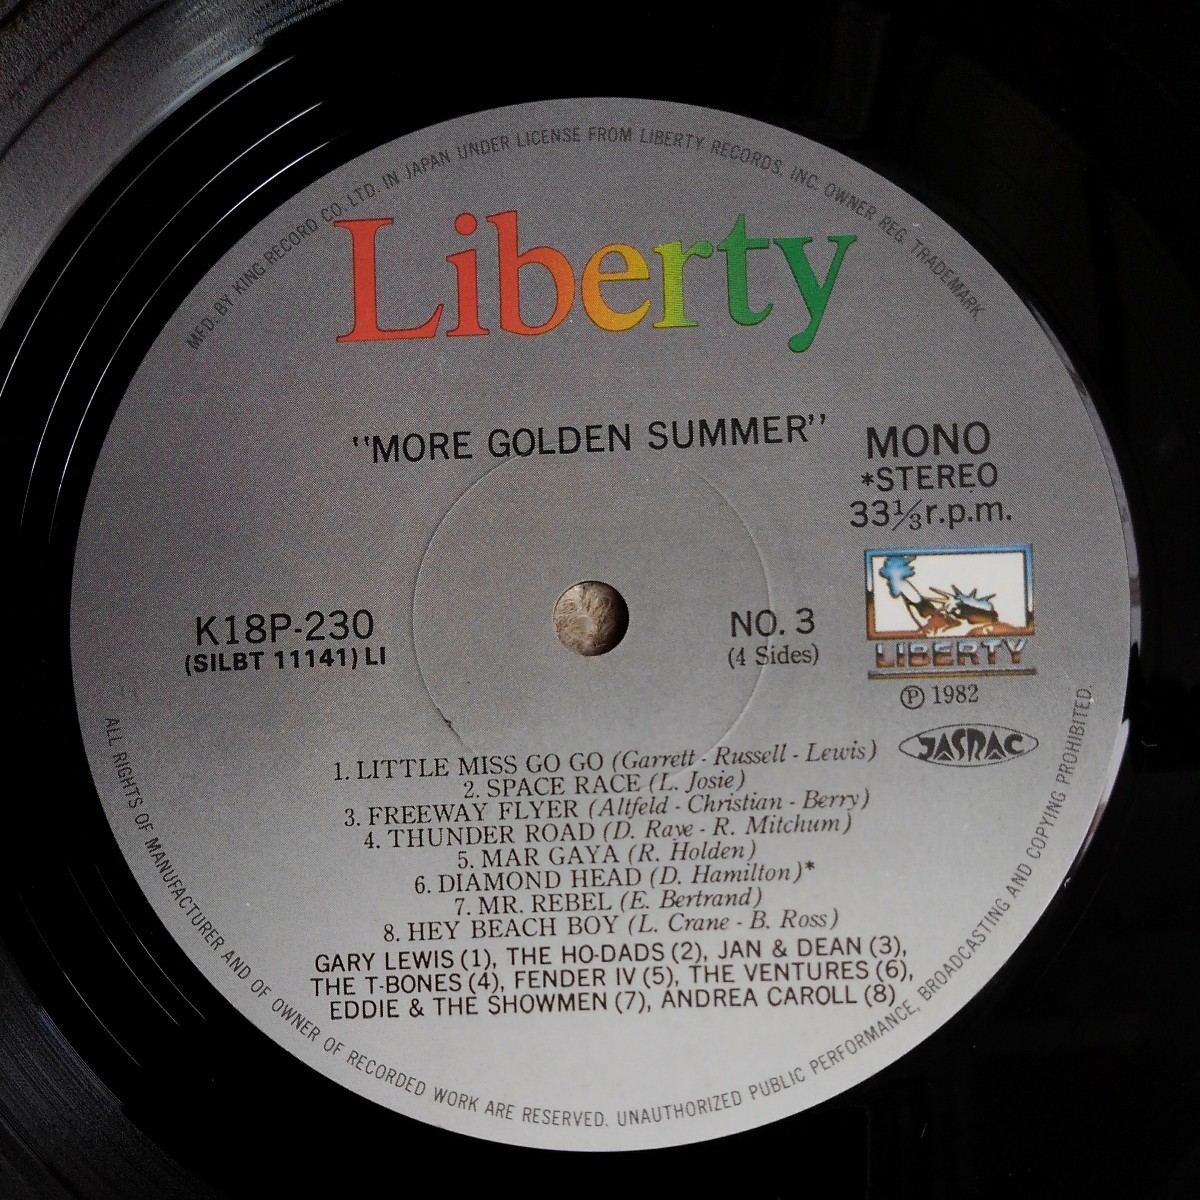 MFD. BY KING RECORD CO. LTD. IN JAPAN UNDER LICENSE FROM LIBERTY RECORDS, INC. OWNER REG. TRADEMARK.
Liberty
"MORE GOLDEN SUMMER"
MONO
*STEREO
33⅓r.p.m.
K18P-230
(SILBT 11141) LI
NO. 3
(4 Sides)
LIBERTY
Ⓟ 1982
JASRAC
1. LITTLE MISS GO GO (Garrett - Russell - Lewis)
2. SPACE RACE (L. Josie)
3. FREEWAY FLYER (Altfeld - Christian - Berry)
4. THUNDER ROAD (D. Raye - R. Mitchum)
5. MAR GAYA (R. Holden)
6. DIAMOND HEAD (D. Hamilton)*
7. MR. REBEL (E. Bertrand)
8. HEY BEACH BOY (L. Crane - B. Ross)
GARY LEWIS (1), THE HO-DADS (2), JAN & DEAN (3),
THE T-BONES (4), FENDER IV (5), THE VENTURES (6),
EDDIE & THE SHOWMEN (7), ANDREA CAROLL (8)
ALL RIGHTS OF MANUFACTURER AND OF OWNER OF RECORDED WORK ARE RESERVED. UNAUTHORIZED PUBLIC PERFORMANCE, BROADCASTING AND COPYING PROHIBITED.